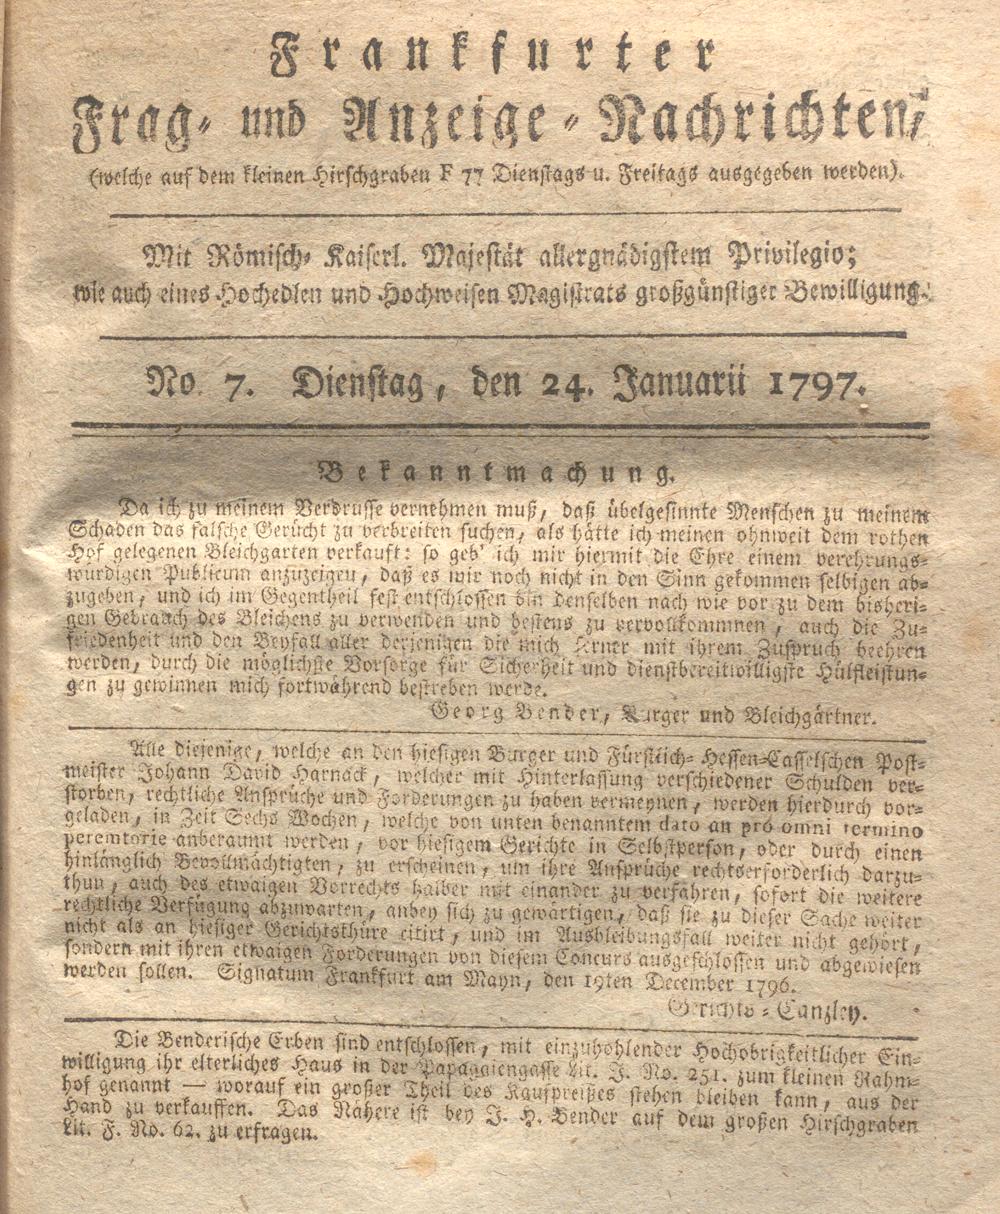 Frankfurter
Frag- und Anzeige-Nachrichten,
(welche auf dem kleinen Hirschgraben F 77 Dienstags u. Freitags ausgegeben werden).
Mit Römisch-Kaiserl. Majestät allergnädigstem Privilegio;
wie auch eines Hochedlen und Hochweisen Magistrats großgünstiger Bewilligung.
No. 7. Dienstag, den 24. Januarii 1797.
Bekanntmachung.
Da ich zu meinem Verdrusse vernehmen muß, daß übelgesinnte Menschen zu meinem
Schaden das falsche Gerücht zu verbreiten suchen, als hätte ich meinen ohnweit dem rothen
Hof gelegenen Bleichgarten verkauft: so geb' ich mir hiermit die Ehre einem verehrungs-
würdigen Publicum anzuzeigen, daß es mir noch nicht in den Sinn gekommen selbigen ab-
zugeben, und ich im Gegentheil fest entschlossen bin denselben nach wie vor zu dem bisheri-
gen Gebrauch des Bleichens zu verwenden und bestens zu vervollkommnen, auch die Zu-
friedenheit und den Beyfall aller derjenigen die mich ferner mit ihrem Zuspruch beehren
werden, durch die möglichste Vorsorge für Sicherheit und dienstbereitwilligste Hülfleistun-
gen zu gewinnen mich fortwährend bestreben werde.
Georg Bender, Burger und Bleichgärtner.
Alle diejenige, welche an den hiesigen Burger und Fürstlich-Hessen-Casselschen Post-
meister Johann David Harnack, welcher mit Hinterlassung verschiedener Schulden ver-
storben, rechtliche Ansprüche und Forderungen zu haben vermeynen, werden hierdurch vor-
geladen, in Zeit Sechs Wochen, welche von unten benanntem dato an pro omni termino
peremtorie anberaumt werden, vor hiesigem Gerichte in Selbstperson, oder durch einen
hinlänglich Bevollmächtigten, zu erscheinen, um ihre Ansprüche rechtserforderlich darzu-
thun, auch des etwaigen Vorrechts halber mit einander zu verfahren, sofort die weitere
rechtliche Verfügung abzuwarten, anbey sich zu gewärtigen, daß sie zu dieser Sache weiter
nicht als an hiesiger Gerichtsthüre citirt, und im Ausbleibungsfall weiter nicht gehört,
sondern mit ihren etwaigen Forderungen von diesem Concurs ausgeschlossen und abgewiesen
werden sollen. Signatum Frankfurt am Mayn, den 19ten December 1796.
Gerichts-Canzley.
Die Benderische Erben sind entschlossen, mit einzuhohlender Hochobrigkeitlicher Ein-
willigung ihr elterliches Haus in der Papagaiengasse Lit. J. No. 251. zum kleinen Rahm-
hof genannt — worauf ein großer Theil des Kaufpreißes stehen bleiben kann, aus der
Hand zu verkauffen. Das Nähere ist bey J. H. Bender auf dem großen Hirschgraben
Lit. F. No. 62. zu erfragen.